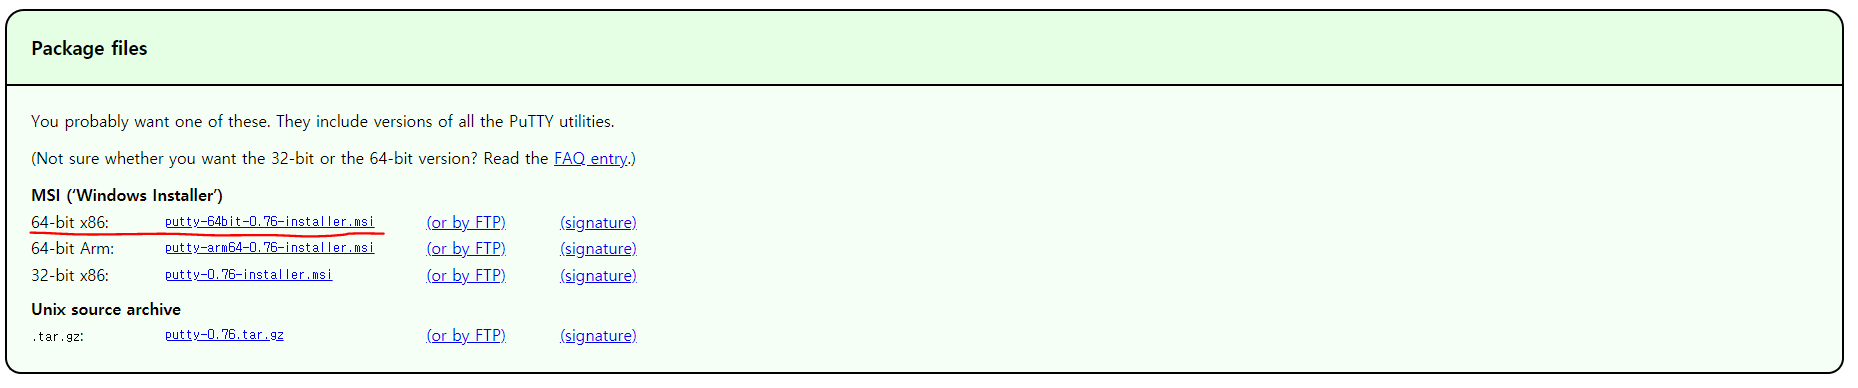 Package files
You probably want one of these. They include versions of all the PuTTY utilities.
(Not sure whether you want the 32-bit or the 64-bit version? Read the FAQ entry.)
MSI (‘Windows Installer’)
64-bit x86: putty-64bit-0.76-installer.msi (or by FTP) (signature)
64-bit Arm: putty-arm64-0.76-installer.msi (or by FTP) (signature)
32-bit x86: putty-0.76-installer.msi (or by FTP) (signature)
Unix source archive
.tar.gz: putty-0.76.tar.gz (or by FTP) (signature)